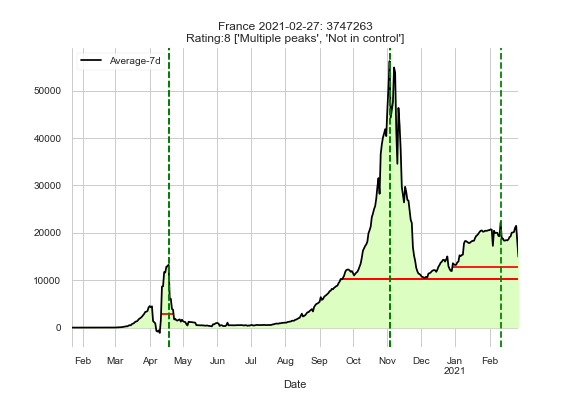 France 2021-02-27: 3747263
Rating:8 ['Multiple peaks', 'Not in control']
Average-7d
50000
40000
30000
20000
10000
0
Feb Mar Apr May Jun Jul Aug Sep Oct Nov Dec Jan Feb
2021
Date